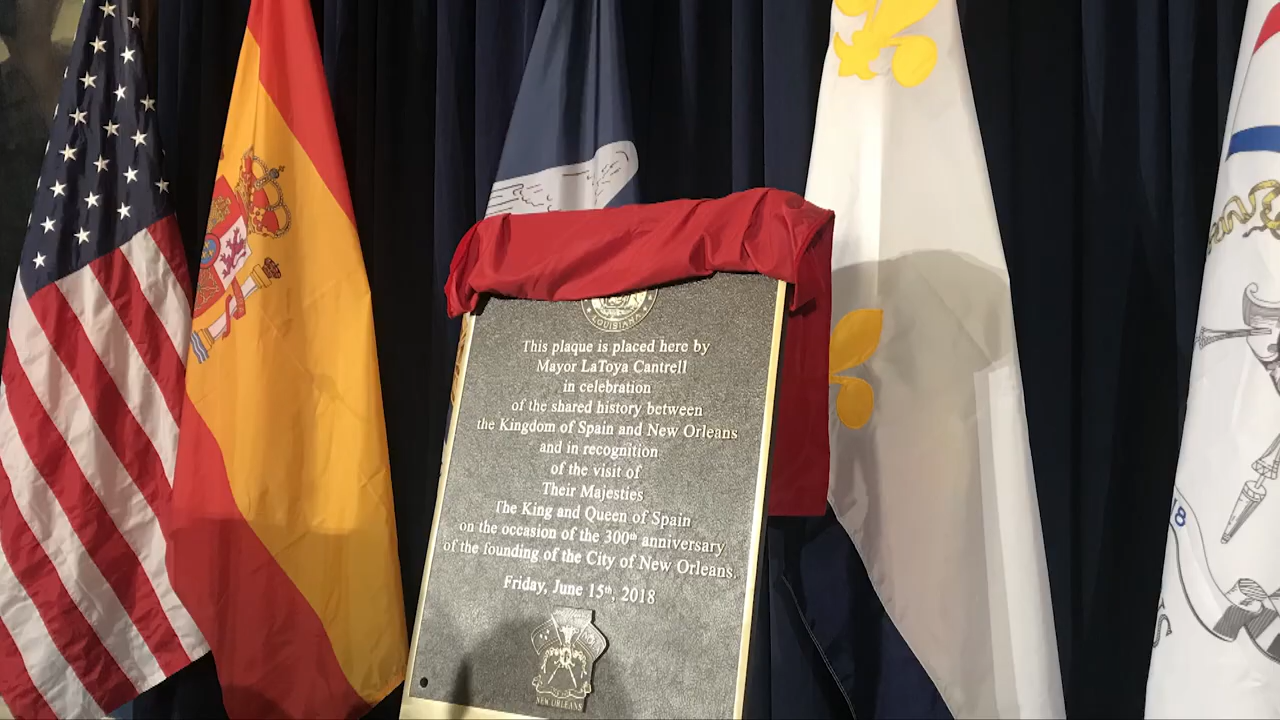 LOUISIANA
This plaque is placed here by
Mayor LaToya Cantrell
in celebration
of the shared history between
the Kingdom of Spain and New Orleans
and in recognition
of the visit of
Their Majesties
The King and Queen of Spain
on the occasion of the 300th anniversary
of the founding of the City of New Orleans.
Friday, June 15th, 2018
NEW ORLEANS
18